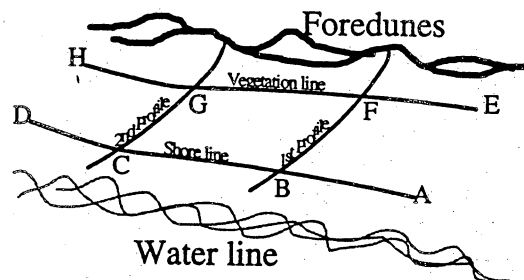 Foredunes
H
Vegetation line
G
F
E
D
2nd Profile
1st Profile
C
Shore line
B
A
Water line